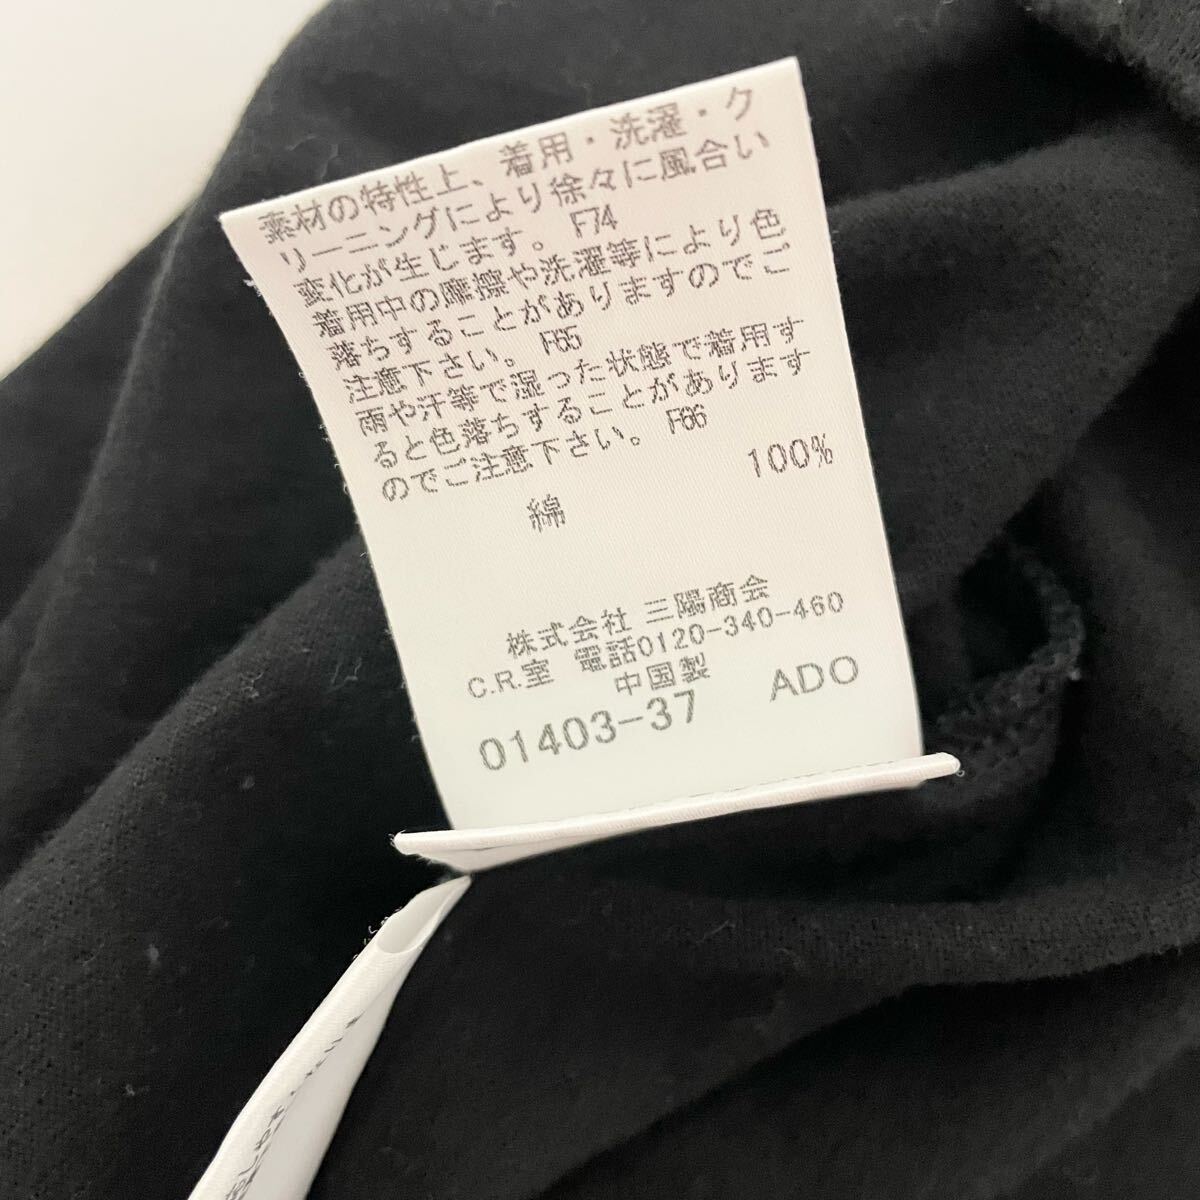 素材の特性上、着用・洗濯・ク
リーニングにより徐々に風合い
変化が生じます。F74
着用中の摩擦や洗濯等により色
落ちすることがありますのでご
注意下さい。F65
雨や汗等で湿った状態で着用す
ると色落ちすることがあります
のでご注意下さい。F66
綿 100%
株式会社 三陽商会
C.R.室 電話0120-340-460
中国製
01403-37 ADO